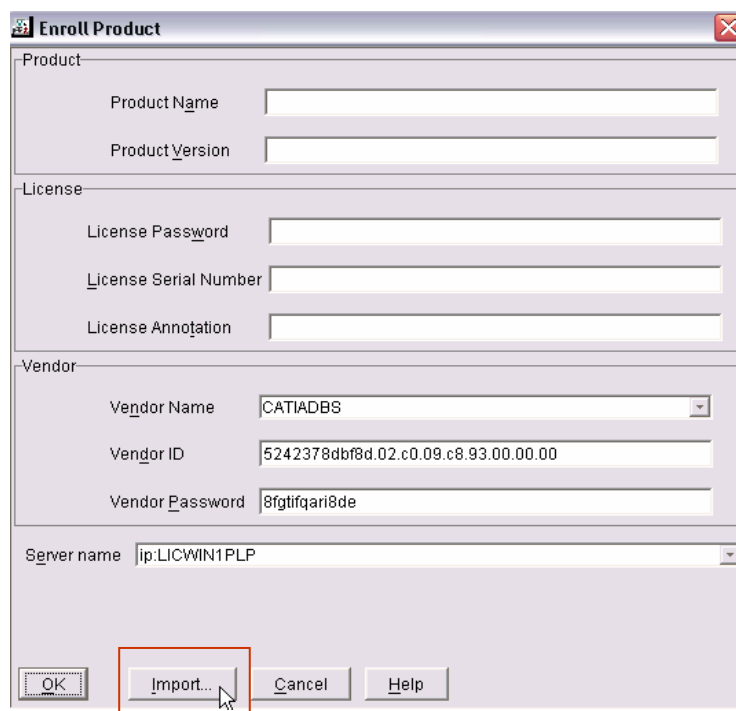 Enroll Product
Product
Product Name
Product Version
License
License Password
License Serial Number
License Annotation
Vendor
Vendor Name CATIADBS
Vendor ID 5242378dbf8d.02.c0.09.c8.93.00.00.00
Vendor Password 8fgtifqari8de
Server name ip:LICWIN1PLP
OK Import... Cancel Help